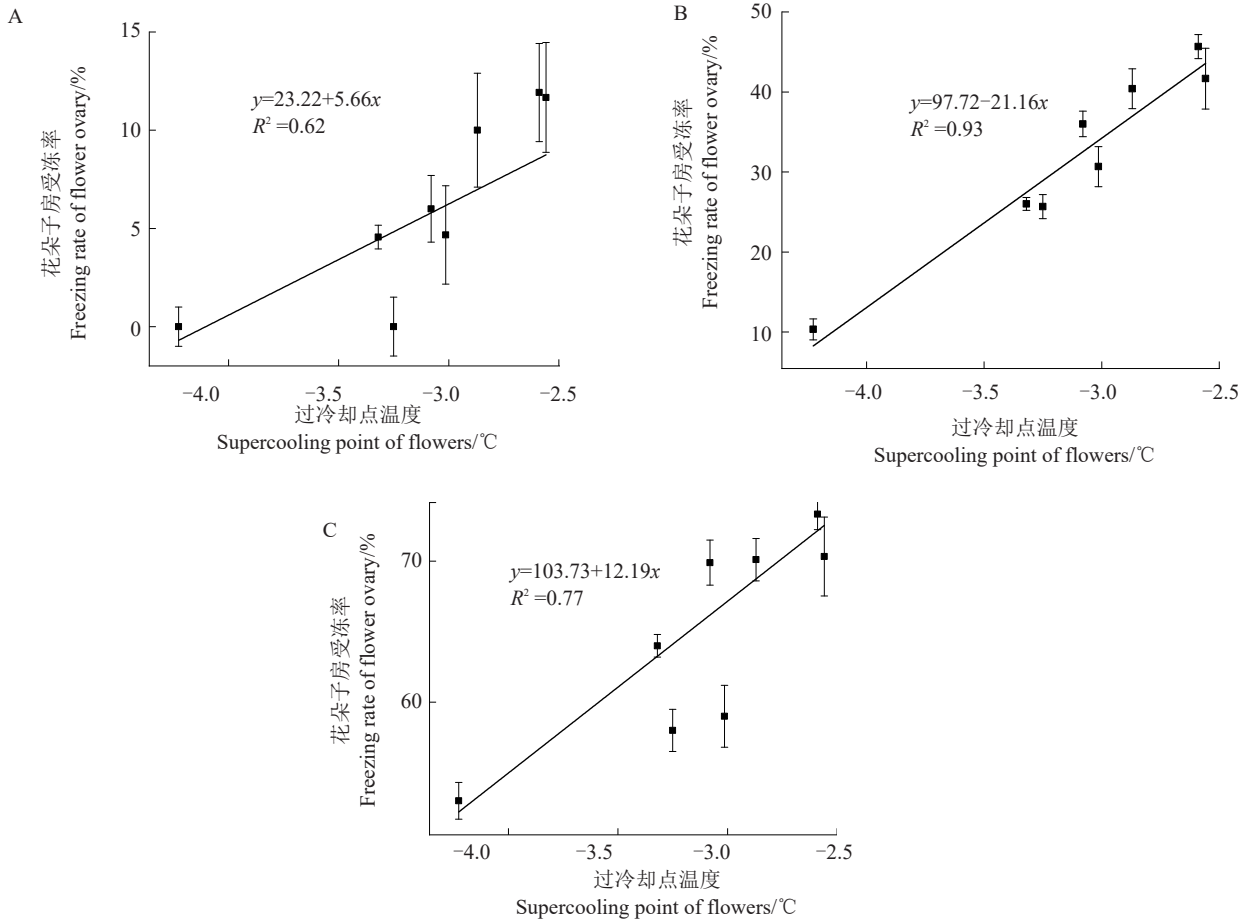 A
花朵子房受冻率
Freezing rate of flower ovary/%
15
10
5
0
y=23.22+5.66x
R² =0.62
−4.0
−3.5
−3.0
−2.5
过冷却点温度
Supercooling point of flowers/℃
B
花朵子房受冻率
Freezing rate of flower ovary/%
50
40
30
20
10
y=97.72−21.16x
R² =0.93
−4.0
−3.5
−3.0
−2.5
过冷却点温度
Supercooling point of flowers/℃
C
花朵子房受冻率
Freezing rate of flower ovary/%
70
60
y=103.73+12.19x
R² =0.77
−4.0
−3.5
−3.0
−2.5
过冷却点温度
Supercooling point of flowers/℃